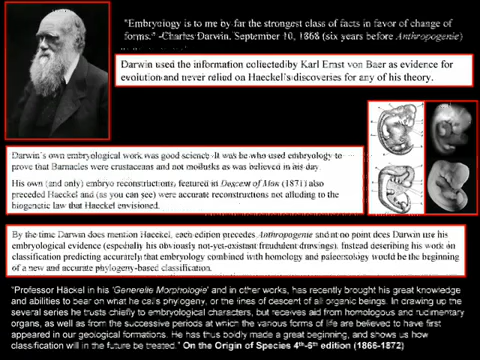 "Embryology is to me by far the strongest class of facts in favor of change of
forms." -Charles Darwin, September 10, 1868 (six years before Anthropogenie)
Darwin used the information collectedby Karl Ernst von Baer as evidence for
evolution and never relied on Haeckel's discoveries for any of his theory.
Darwin's own embryological work was good science. It was he who used embryology to
prove that Barnacles were crustaceans and not mollusks as was believed in his day.
His own (and only) embryo reconstructions, featured in Descent of Man (1871) also
preceded Haeckel and (as you can see) were accurate reconstructions not alluding to the
biogenetic law that Haeckel envisioned.
By the time Darwin does mention Haeckel, each edition precedes Anthropogenie and at no point does Darwin use his
embryological evidence (especially his obviously not-yet-existant fraudulent drawings). Instead describing his work on
classification predicting accurately that embryology combined with homology and paleontology would be the beginning
of a new and accurate phylogeny-based classification.
"Professor Häckel in his 'Generelle Morphologie' and in other works, has recently brought his great knowledge
and abilities to bear on what he calls phylogeny, or the lines of descent of all organic beings. In drawing up the
several series he trusts chiefly to embryological characters, but receives aid from homologous and rudimentary
organs, as well as from the successive periods at which the various forms of life are believed to have first
appeared in our geological formations. He has thus boldly made a great beginning, and shows us how
classification will in the future be treated." On the Origin of Species 4th-6th edition (1866-1872)